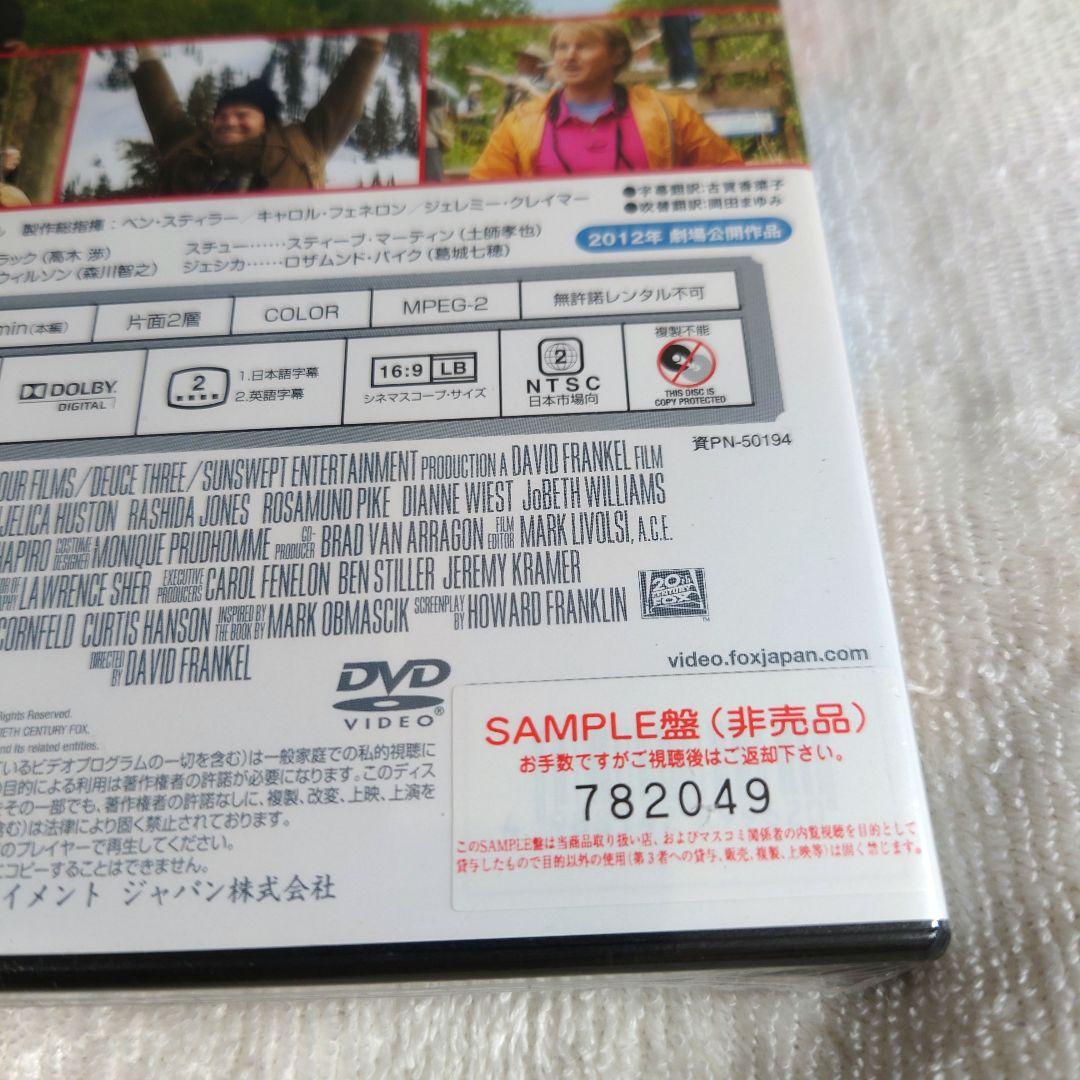 製作総指揮：ベン・スティラー／キャロル・フェネロン／ジェレミー・クレイマー
●字幕翻訳：古賀香菜子
●吹替翻訳：岡田まゆみ
ラック（高木 渉）
スチュー……スティーブ・マーティン（土師孝也）
ウィルソン（森川智之）
ジェシカ……ロザムンド・パイク（葛城七穂）
2012年 劇場公開作品
min（本編）
片面2層
COLOR
MPEG-2
無許諾レンタル不可
DOLBY
DIGITAL
2
1.日本語字幕
2.英語字幕
16:9 LB
シネマスコープ・サイズ
2
NTSC
日本市場向
複製不能
THIS DISC IS
COPY PROTECTED
資PN-50194
OUR FILMS/DEUCE THREE/SUNSWEPT ENTERTAINMENT PRODUCTION A DAVID FRANKEL FILM
JELICA HUSTON RASHIDA JONES ROSAMUND PIKE DIANNE WIEST JoBETH WILLIAMS
HAPIRO COSTUME DESIGNER MONIQUE PRUDHOMME CO-PRODUCER BRAD VAN ARRAGON FILM EDITOR MARK LIVOLSI, A.C.E.
LAWRENCE SHER EXECUTIVE PRODUCERS CAROL FENELON BEN STILLER JEREMY KRAMER
CORNFELD CURTIS HANSON INSPIRED BY THE BOOK BY MARK OBMASCIK SCREENPLAY BY HOWARD FRANKLIN
DIRECTED BY DAVID FRANKEL
20th CENTURY FOX
video.foxjapan.com
DVD
VIDEO
Rights Reserved.
IETH CENTURY FOX,
and its related entities.
SAMPLE盤（非売品）
お手数ですがご視聴後はご返却下さい。
782049
このSAMPLE盤は当商品取り扱い店、およびマスコミ関係者の内覧視聴を目的として
貸与したもので目的以外の使用（第3者への貸与、販売、複製、上映等）は固く禁じます。
いるビデオプログラムの一切を含む）は一般家庭での私的視聴に
の目的による利用は著作権者の許諾が必要になります。このディス
をその一部でも、著作権者の許諾なしに、複製、改変、上映、上演を
含む）は法律により固く禁止されております。
のプレイヤーで再生してください。
コピーすることはできません。
イメント ジャパン株式会社